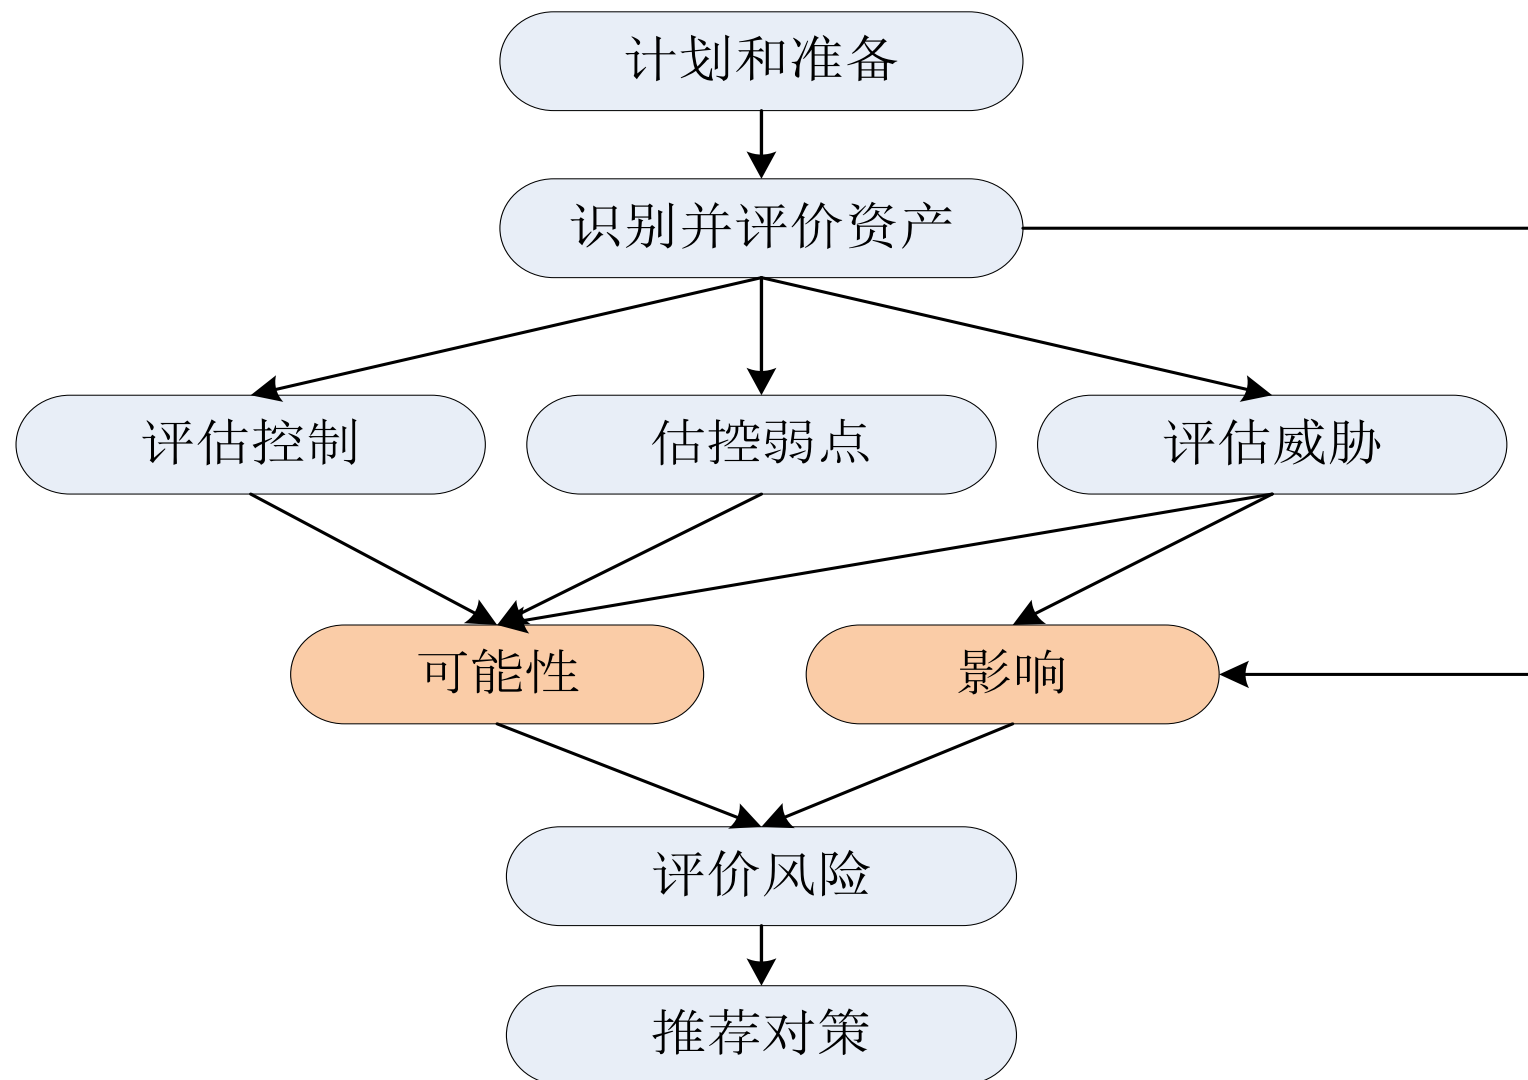 计划和准备
识别并评价资产
评估控制
估控弱点
评估威胁
可能性
影响
评价风险
推荐对策